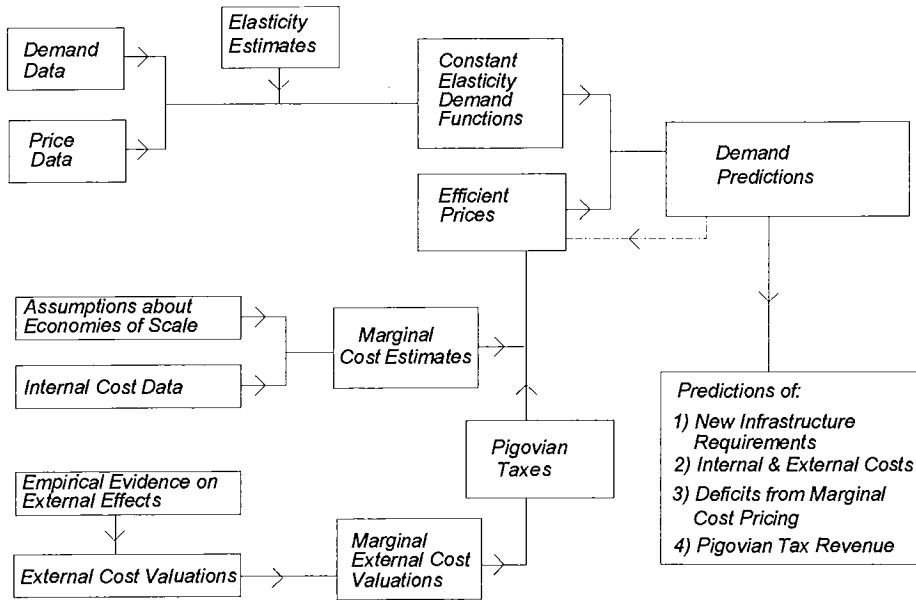 Elasticity
Estimates
Demand
Data
Price
Data
Constant
Elasticity
Demand
Functions
Efficient
Prices
Demand
Predictions
Assumptions about
Economies of Scale
Internal Cost Data
Marginal
Cost Estimates
Pigovian
Taxes
Empirical Evidence on
External Effects
External Cost Valuations
Marginal
External Cost
Valuations
Predictions of:
1) New Infrastructure
Requirements
2) Internal & External Costs
3) Deficits from Marginal
Cost Pricing
4) Pigovian Tax Revenue